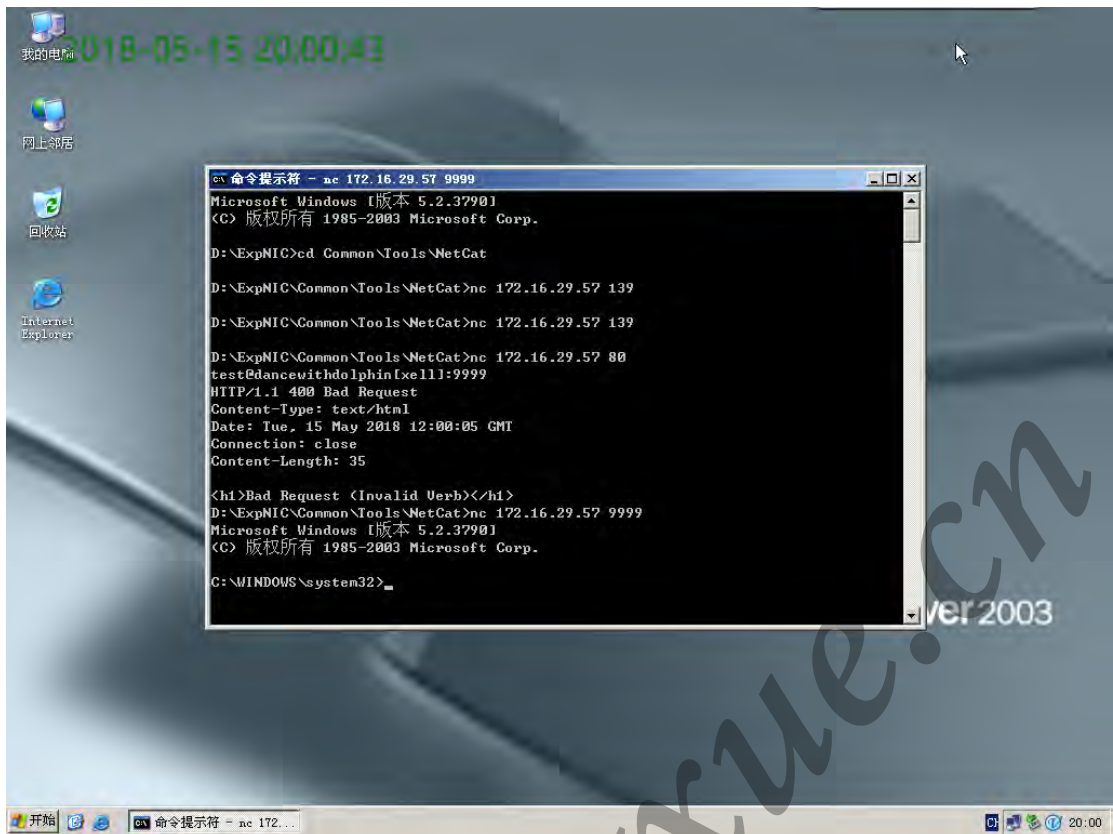 我的电脑
2018-05-15 20:00:43
网上邻居
回收站
Internet
Explorer
命令提示符 - nc 172.16.29.57 9999
Microsoft Windows [版本 5.2.3790]
(C) 版权所有 1985-2003 Microsoft Corp.
D:\ExpNIC>cd Common\Tools\NetCat
D:\ExpNIC\Common\Tools\NetCat>nc 172.16.29.57 139
D:\ExpNIC\Common\Tools\NetCat>nc 172.16.29.57 139
D:\ExpNIC\Common\Tools\NetCat>nc 172.16.29.57 80
test@dancewithdolphin[xell]:9999
HTTP/1.1 400 Bad Request
Content-Type: text/html
Date: Tue, 15 May 2018 12:00:05 GMT
Connection: close
Content-Length: 35
<h1>Bad Request (Invalid Verb)</h1>
D:\ExpNIC\Common\Tools\NetCat>nc 172.16.29.57 9999
Microsoft Windows [版本 5.2.3790]
(C) 版权所有 1985-2003 Microsoft Corp.
C:\WINDOWS\system32>
ver2003
xue.cn
开始
命令提示符 - nc 172...
CH
20:00